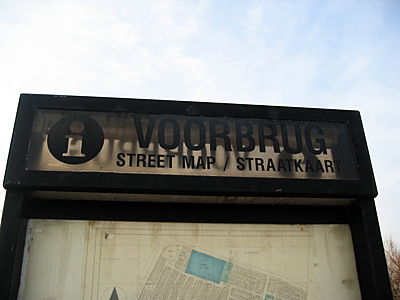 i VOORBRUG
STREET MAP / STRAATKAART